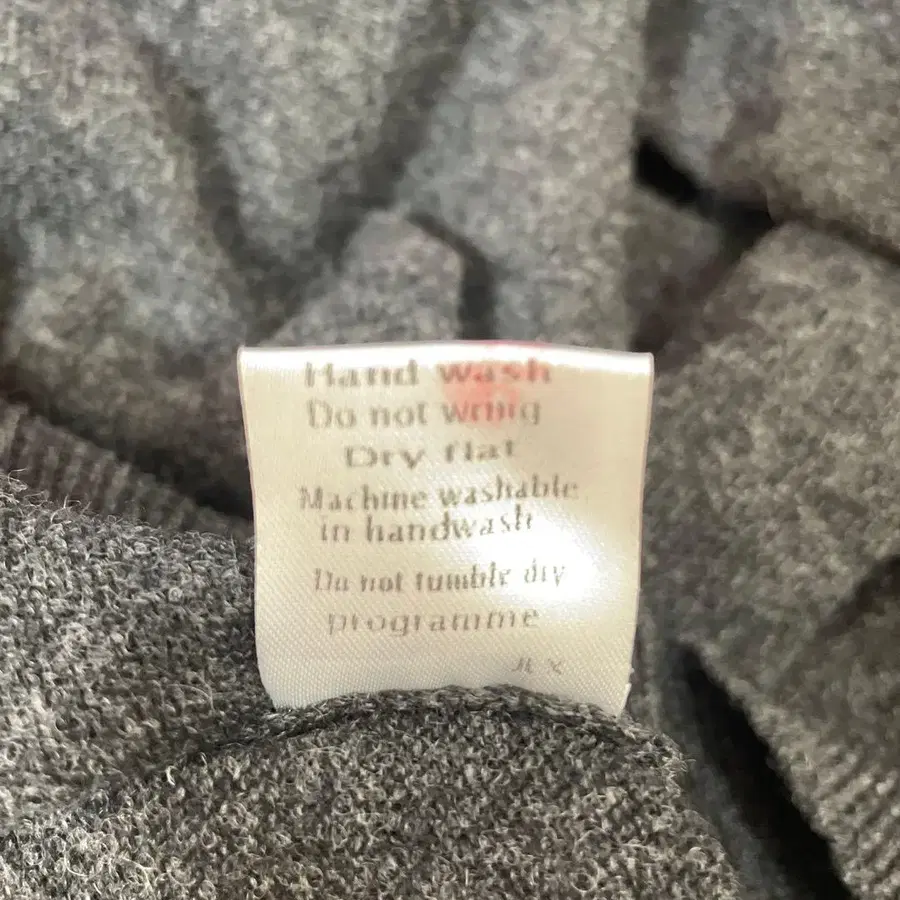 Hand wash
Do not wring
Dry flat
Machine washable
in handwash
Do not tumble dry
programme